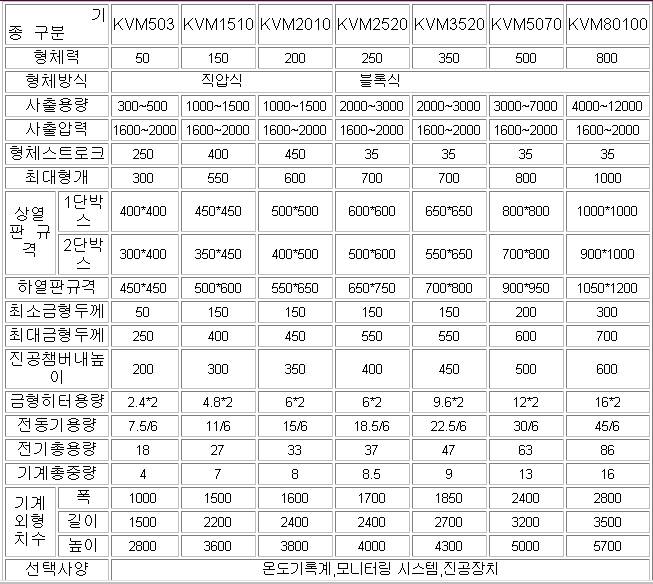 기
종 구분 KVM503 KVM1510 KVM2010 KVM2520 KVM3520 KVM5070 KVM80100
형체력 50 150 200 250 350 500 800
형체방식 직압식 블록식
사출용량 300~500 1000~1500 1000~1500 2000~3000 2000~3000 3000~7000 4000~12000
사출압력 1600~2000 1600~2000 1600~2000 1600~2000 1600~2000 1600~2000 1600~2000
형체스트로크 250 400 450 35 35 35 35
최대형개 300 550 600 700 700 800 1000
상열
판 규
격
1단박
스 400*400 450*450 500*500 600*600 650*650 800*800 1000*1000
2단박
스 300*400 350*450 400*500 500*600 550*650 700*800 900*1000
하열판규격 450*450 500*600 550*650 650*750 700*800 900*950 1050*1200
최소금형두께 50 150 150 150 150 200 300
최대금형두께 250 400 450 550 550 600 700
진공챔버내높
이 200 300 350 400 450 500 600
금형히터용량 2.4*2 4.8*2 6*2 6*2 9.6*2 12*2 16*2
전동기용량 7.5/6 11/6 15/6 18.5/6 22.5/6 30/6 45/6
전기총용량 18 27 33 37 47 63 86
기계총중량 4 7 8 8.5 9 13 16
기계
외형
치수
폭 1000 1500 1600 1700 1850 2400 2800
길이 1500 2200 2400 2400 2700 3200 3500
높이 2800 3600 3800 4000 4300 5000 5700
선택사양 온도기록계,모니터링 시스템,진공장치